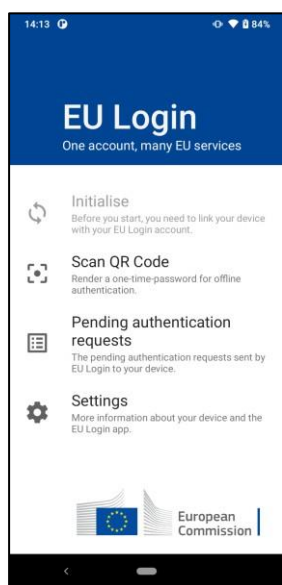 14:13 84%
EU Login
One account, many EU services
Initialise
Before you start, you need to link your device
with your EU Login account.
Scan QR Code
Render a one-time-password for offline
authentication.
Pending authentication
requests
The pending authentication requests sent by
EU Login to your device.
Settings
More information about your device and the
EU Login app.
European
Commission